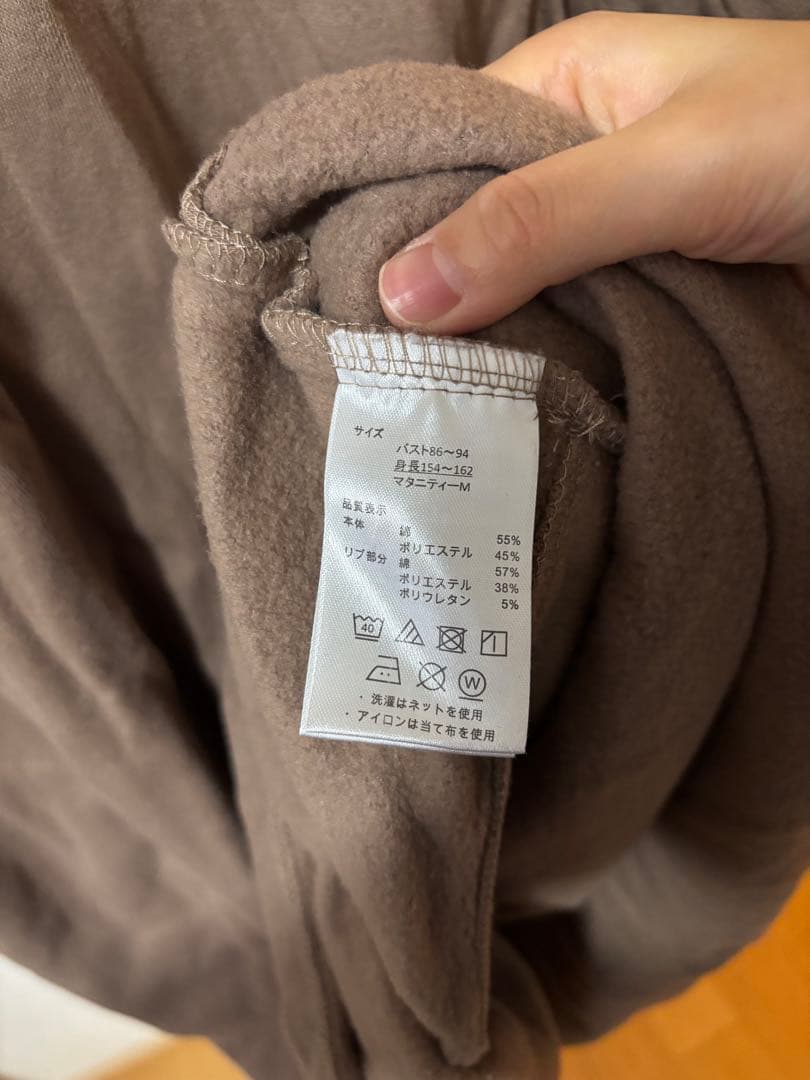 サイズ
バスト86～94
身長154～162
マタニティーM
品質表示
本体 綿 55%
ポリエステル 45%
リブ部分 綿 57%
ポリエステル 38%
ポリウレタン 5%
40
W
・洗濯はネットを使用
・アイロンは当て布を使用